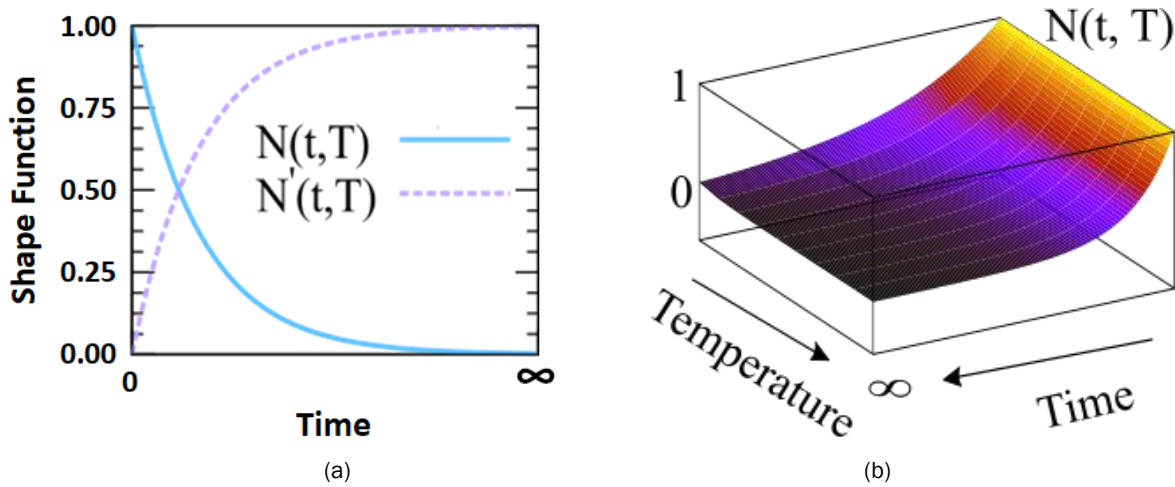 1.00
0.75
0.50
0.25
0.00
Shape Function
N(t,T)
N'(t,T)
0
∞
Time
(a)
N(t, T)
1
0
Temperature
∞
Time
(b)